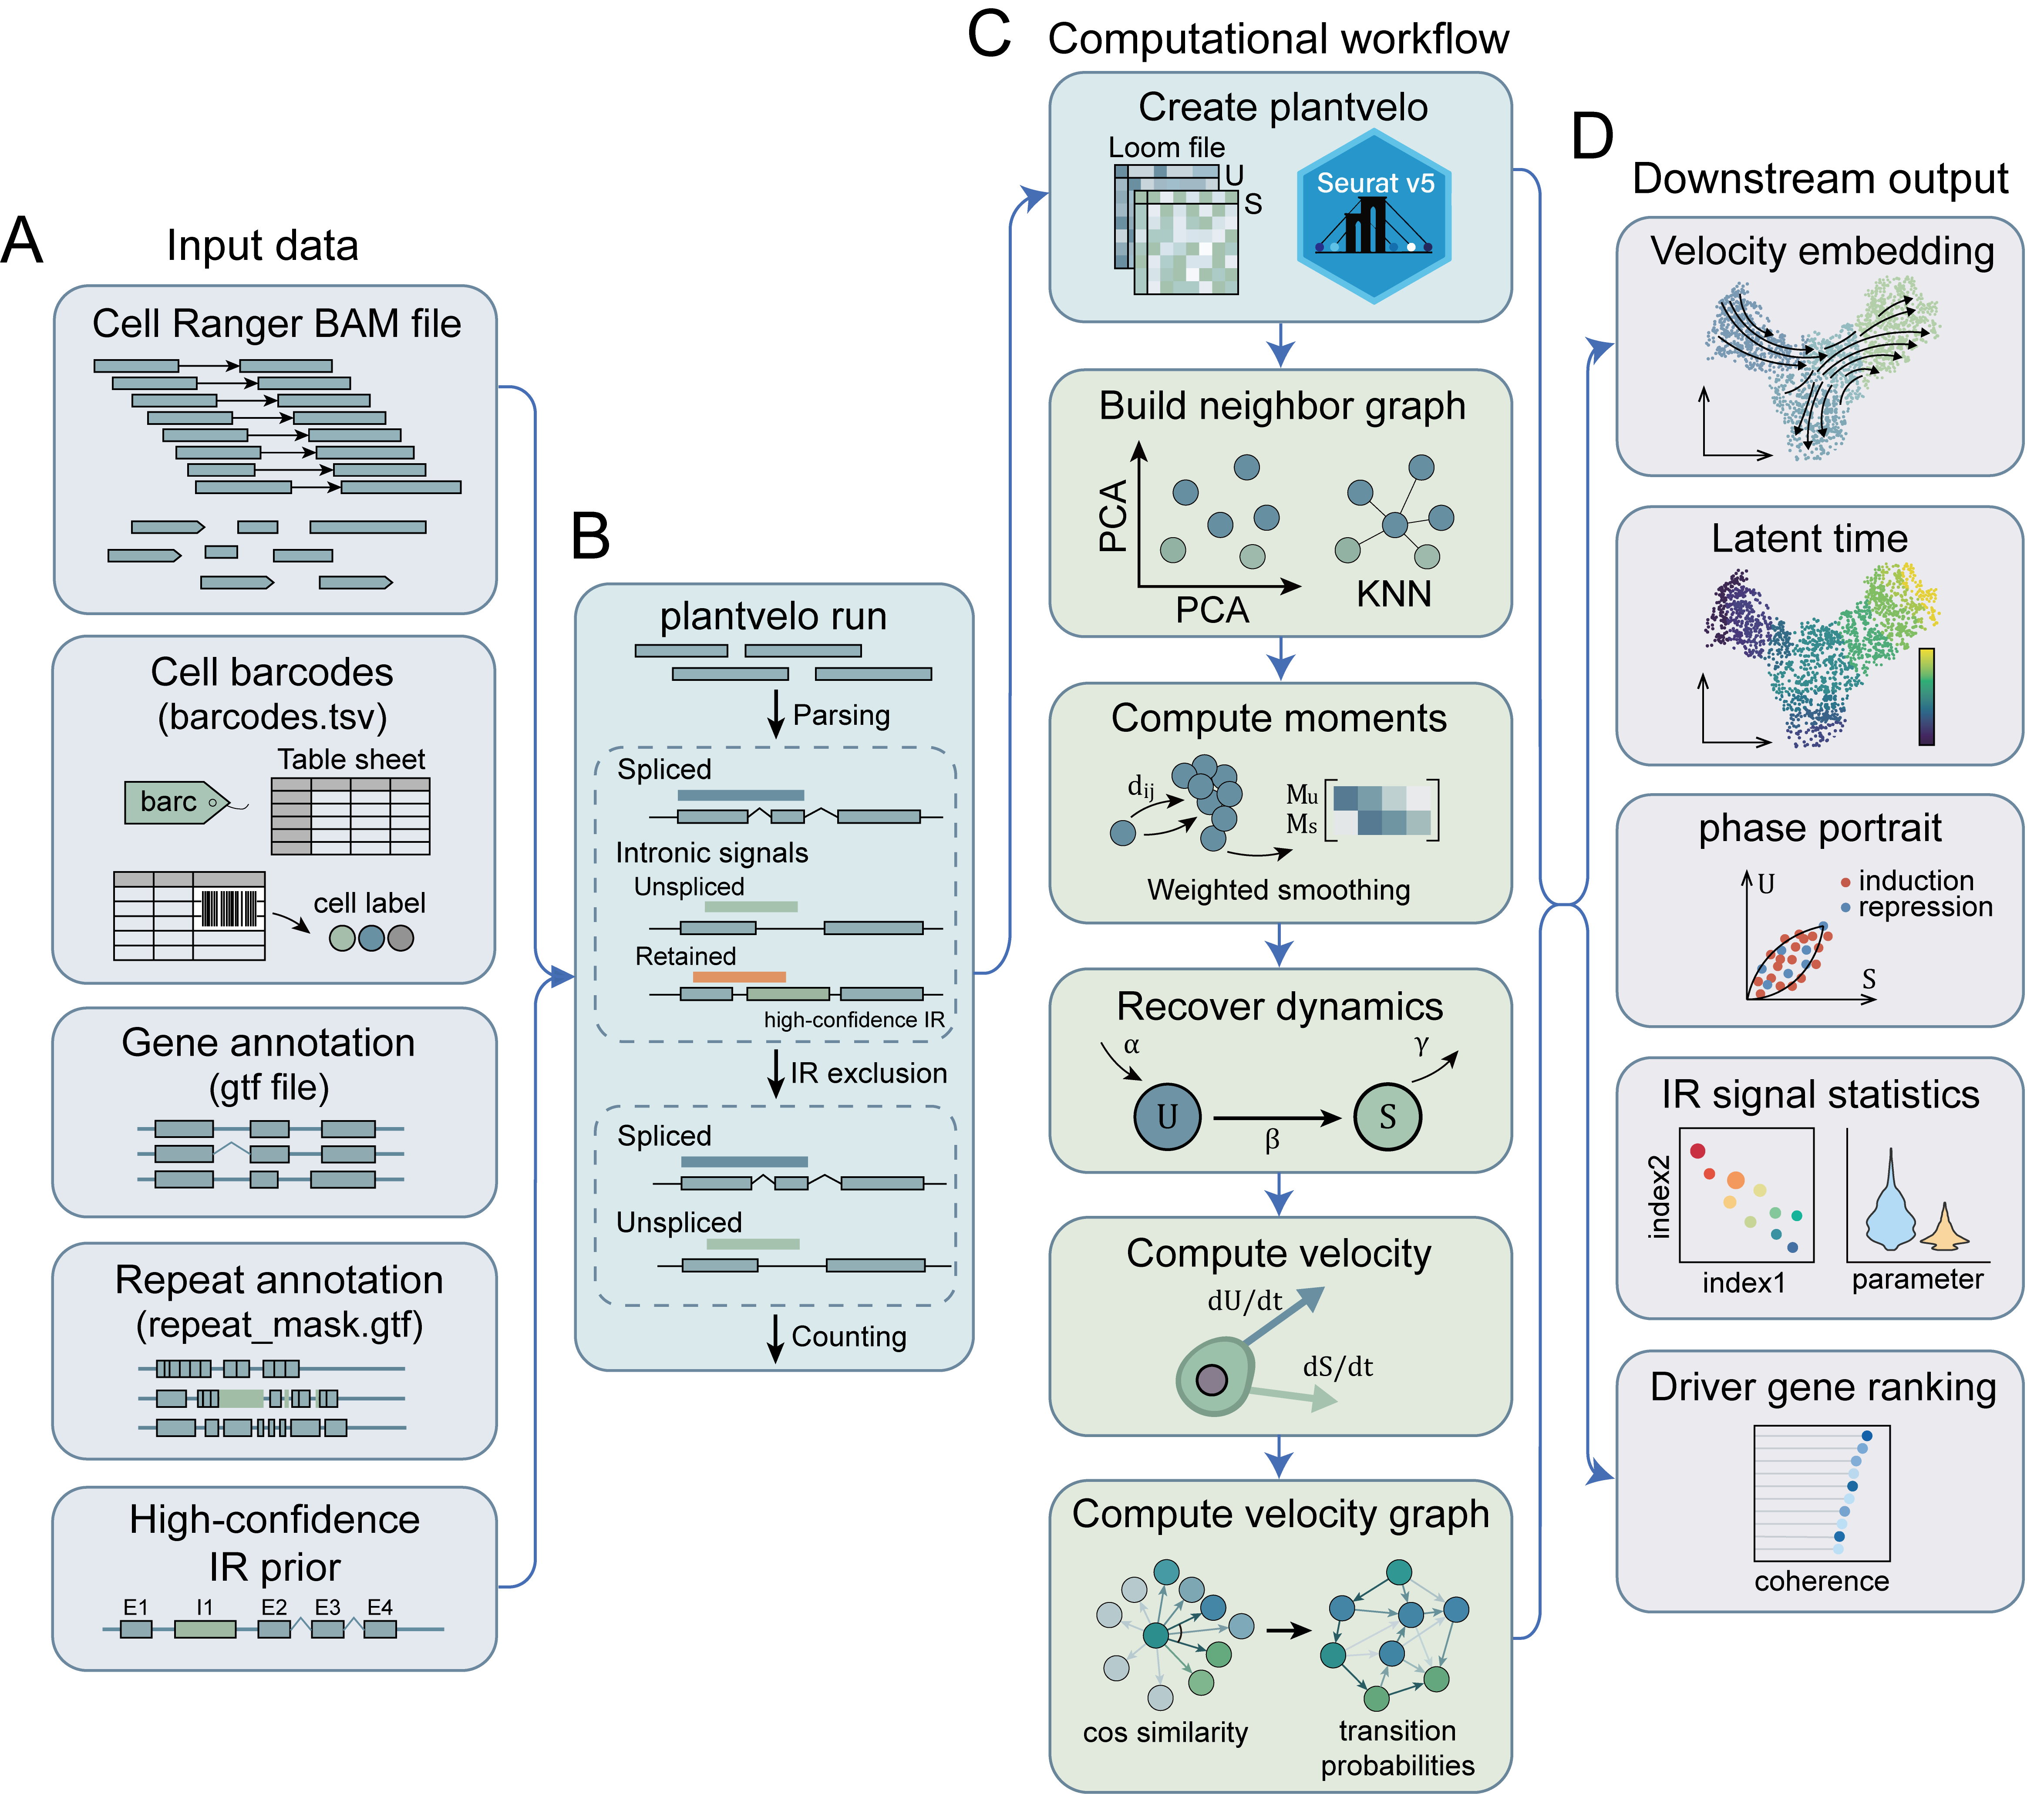 A
Input data
Cell Ranger BAM file
Cell barcodes
(barcodes.tsv)
Table sheet
barc
cell label
Gene annotation
(gtf file)
Repeat annotation
(repeat_mask.gtf)
High-confidence
IR prior
E1 I1 E2 E3 E4
B
plantvelo run
Parsing
Spliced
Intronic signals
Unspliced
Retained
high-confidence IR
IR exclusion
Spliced
Unspliced
Counting
C
Computational workflow
Create plantvelo
Loom file
U
S
Seurat v5
Build neighbor graph
PCA
PCA
KNN
Compute moments
dij
Mu
Ms
Weighted smoothing
Recover dynamics
α
γ
U
S
β
Compute velocity
dU/dt
dS/dt
Compute velocity graph
cos similarity
transition
probabilities
D
Downstream output
Velocity embedding
Latent time
phase portrait
U
induction
repression
S
IR signal statistics
index2
index1
parameter
Driver gene ranking
coherence